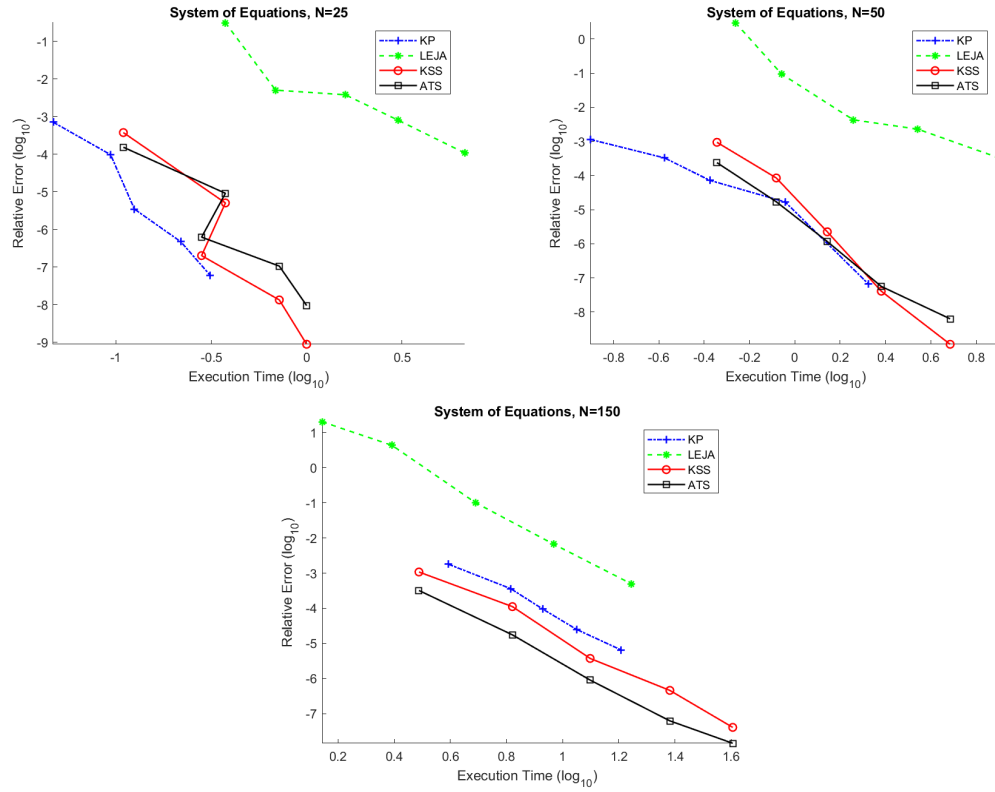 System of Equations, N=25
KP
LEJA
KSS
ATS
Relative Error (log10)
-1
-2
-3
-4
-5
-6
-7
-8
-9
-1
-0.5
0
0.5
Execution Time (log10)
System of Equations, N=50
KP
LEJA
KSS
ATS
Relative Error (log10)
0
-1
-2
-3
-4
-5
-6
-7
-8
-0.8
-0.6
-0.4
-0.2
0
0.2
0.4
0.6
0.8
Execution Time (log10)
System of Equations, N=150
KP
LEJA
KSS
ATS
Relative Error (log10)
1
0
-1
-2
-3
-4
-5
-6
-7
0.2
0.4
0.6
0.8
1
1.2
1.4
1.6
Execution Time (log10)